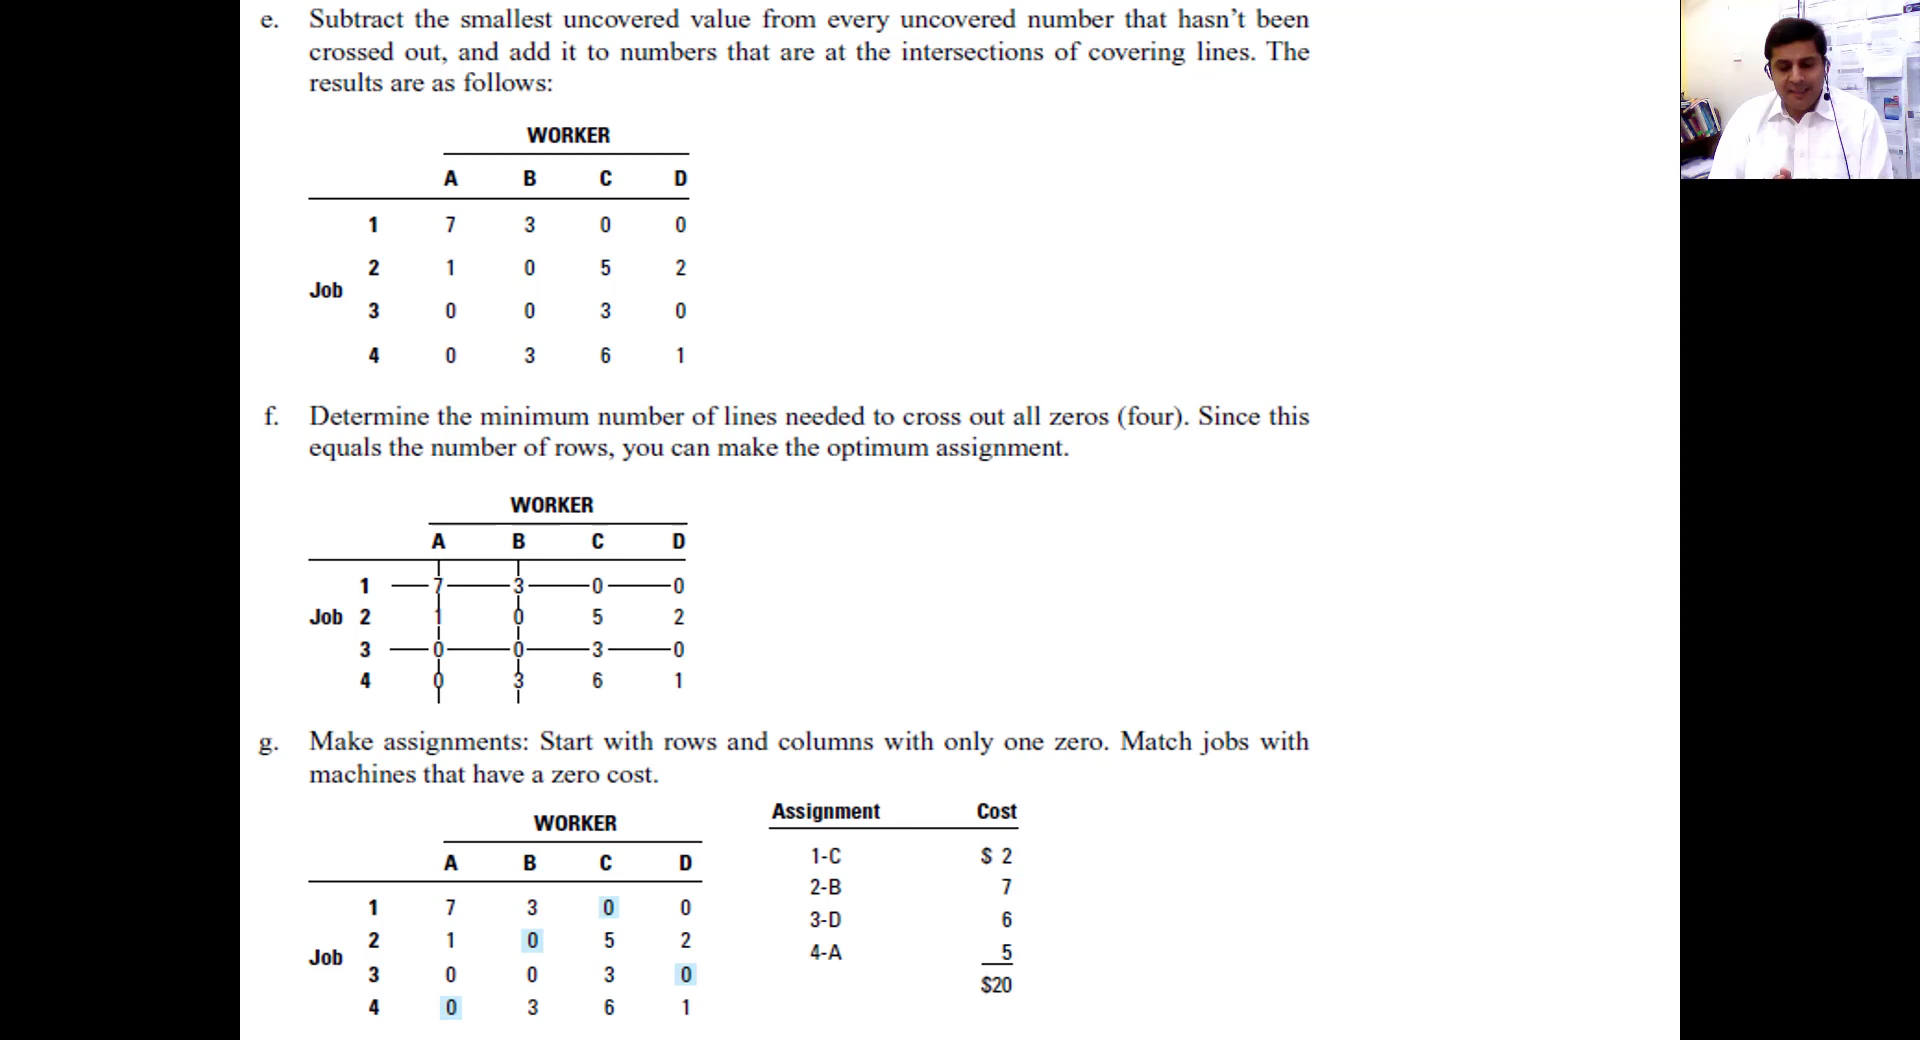 e. Subtract the smallest uncovered value from every uncovered number that hasn't been
crossed out, and add it to numbers that are at the intersections of covering lines. The
results are as follows:
WORKER
A B C D
1 7 3 0 0
2 1 0 5 2
Job
3 0 0 3 0
4 0 3 6 1
f. Determine the minimum number of lines needed to cross out all zeros (four). Since this
equals the number of rows, you can make the optimum assignment.
WORKER
A B C D
1 7 3 0 0
Job 2 1 0 5 2
3 0 0 3 0
4 0 3 6 1
g. Make assignments: Start with rows and columns with only one zero. Match jobs with
machines that have a zero cost.
WORKER
A B C D
1 7 3 0 0
2 1 0 5 2
Job
3 0 0 3 0
4 0 3 6 1
Assignment Cost
1-C $ 2
2-B 7
3-D 6
4-A 5
$20